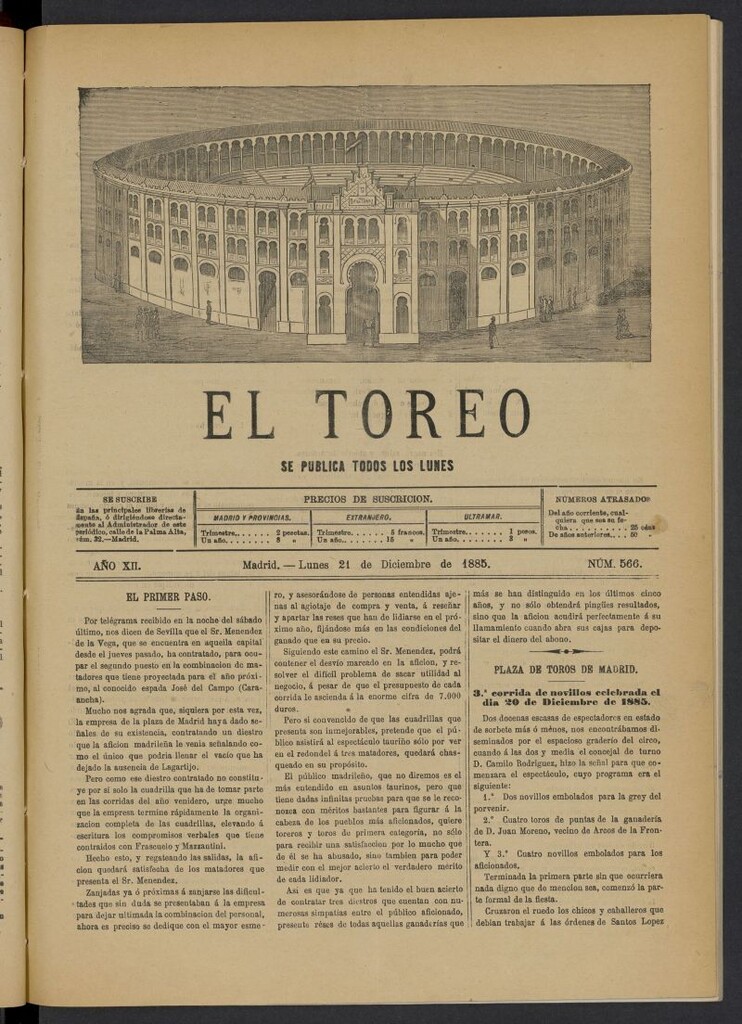 EL TOREO
SE PUBLICA TODOS LOS LUNES
SE SUSCRIBE
en las principales librerías de
España, ó dirigiéndose directa-
mente al Administrador de este
periódico, calle de la Palma Alta,
núm. 32.—Madrid.
PRECIOS DE SUSCRICION.
MADRID Y PROVINCIAS.
Trimestre....... 2 pesetas.
Un año........ 8 »
EXTRANJERO.
Trimestre....... 5 francos.
Un año........ 15 »
ULTRAMAR.
Trimestre....... 1 pesos.
Un año........ 3 »
NÚMEROS ATRASADOS
Del año corriente, cual-
quiera que sea su fe-
cha......... 25 cénts
De años anteriores.... 50 »
AÑO XII.
Madrid. — Lunes 21 de Diciembre de 1885.
NÚM. 566.
EL PRIMER PASO.
Por telégrama recibido en la noche del sábado
último, nos dicen de Sevilla que el Sr. Menendez
de la Vega, que se encuentra en aquella capital
desde el jueves pasado, ha contratado, para ocu-
par el segundo puesto en la combinacion de ma-
tadores que tiene proyectada para el año próxi-
mo, al conocido espada José del Campo (Cara-
ancha).
Mucho nos agrada que, siquiera por esta vez,
la empresa de la plaza de Madrid haya dado se-
ñales de su existencia, contratando un diestro
que la aficion madrileña le venia señalando co-
mo el único que podria llenar el vacío que ha
dejado la ausencia de Lagartijo.
Pero como ese diestro contratado no constitu-
ye por sí solo la cuadrilla que ha de tomar parte
en las corridas del año venidero, urge mucho
que la empresa termine rápidamente la organi-
zacion completa de las cuadrillas, elevando á
escritura los compromisos verbales que tiene
contraidos con Frascuelo y Mazzantini.
Hecho esto, y regateando las salidas, la afi-
cion quedará satisfecha de los matadores que
presenta el Sr. Menendez.
Zanjadas ya ó próximas á zanjarse las dificul-
tades que sin duda se presentaban á la empresa
para dejar ultimada la combinacion del personal,
ahora es preciso se dedique con el mayor esme-
ro, y asesorándose de personas entendidas aje-
nas al agiotaje de compra y venta, á reseñar
y apartar las reses que han de lidiarse en el pró-
ximo año, fijándose más en las condiciones del
ganado que en su precio.
Siguiendo este camino el Sr. Menendez, podrá
contener el desvío marcado en la aficion, y re-
solver el difícil problema de sacar utilidad al
negocio, á pesar de que el presupuesto de cada
corrida le ascienda á la enorme cifra de 7.000
duros.
Pero si convencido de que las cuadrillas que
presenta son inmejorables, pretende que el pú-
blico asistirá al espectáculo tauriño sólo por ver
en el redondel á tres matadores, quedará chas-
queado en su propósito.
El público madrileño, que no diremos es el
más entendido en asuntos taurinos, pero que
tiene dadas infinitas pruebas para que se le reco-
nozca con méritos bastantes para figurar á la
cabeza de los pueblos más aficionados, quiere
toreros y toros de primera categoría, no sólo
para recibir una satisfaccion por lo mucho que
de él se ha abusado, sino tambien para poder
medir con el mejor acierto el verdadero mérito
de cada lidiador.
Así es que ya que ha tenido el buen acierto
de contratar tres diestros que cuentan con nu-
merosas simpatías entre el público aficionado,
presente réses de todas aquellas ganaderías que
más se han distinguido en los últimos cinco
años, y no sólo obtendrá pingües resultados,
sino que la aficion acudirá perfectamente á su
llamamiento cuando abra sus cajas para depo-
sitar el dinero del abono.
PLAZA DE TOROS DE MADRID.
3.ª corrida de novillos celebrada el
dia 20 de Diciembre de 1885.
Dos docenas escasas de espectadores en estado
de sorbete más ó ménos, nos encontrábamos di-
seminados por el espacioso graderío del circo,
cuando á las dos y media el concejal de turno
D. Camilo Rodriguez, hizo la señal para que co-
menzara el espectáculo, cuyo programa era el
siguiente:
1.º Dos novillos embolados para la grey del
porvenir.
2.º Cuatro toros de puntas de la ganadería
de D. Juan Moreno, vecino de Arcos de la Fron-
tera.
Y 3.º Cuatro novillos embolados para los
aficionados.
Terminada la primera parte sin que ocurriera
nada digno que de mencion sea, comenzó la par-
te formal de la fiesta.
Cruzaron el ruedo los chicos y caballeros que
debian trabajar á las órdenes de Santos Lopez